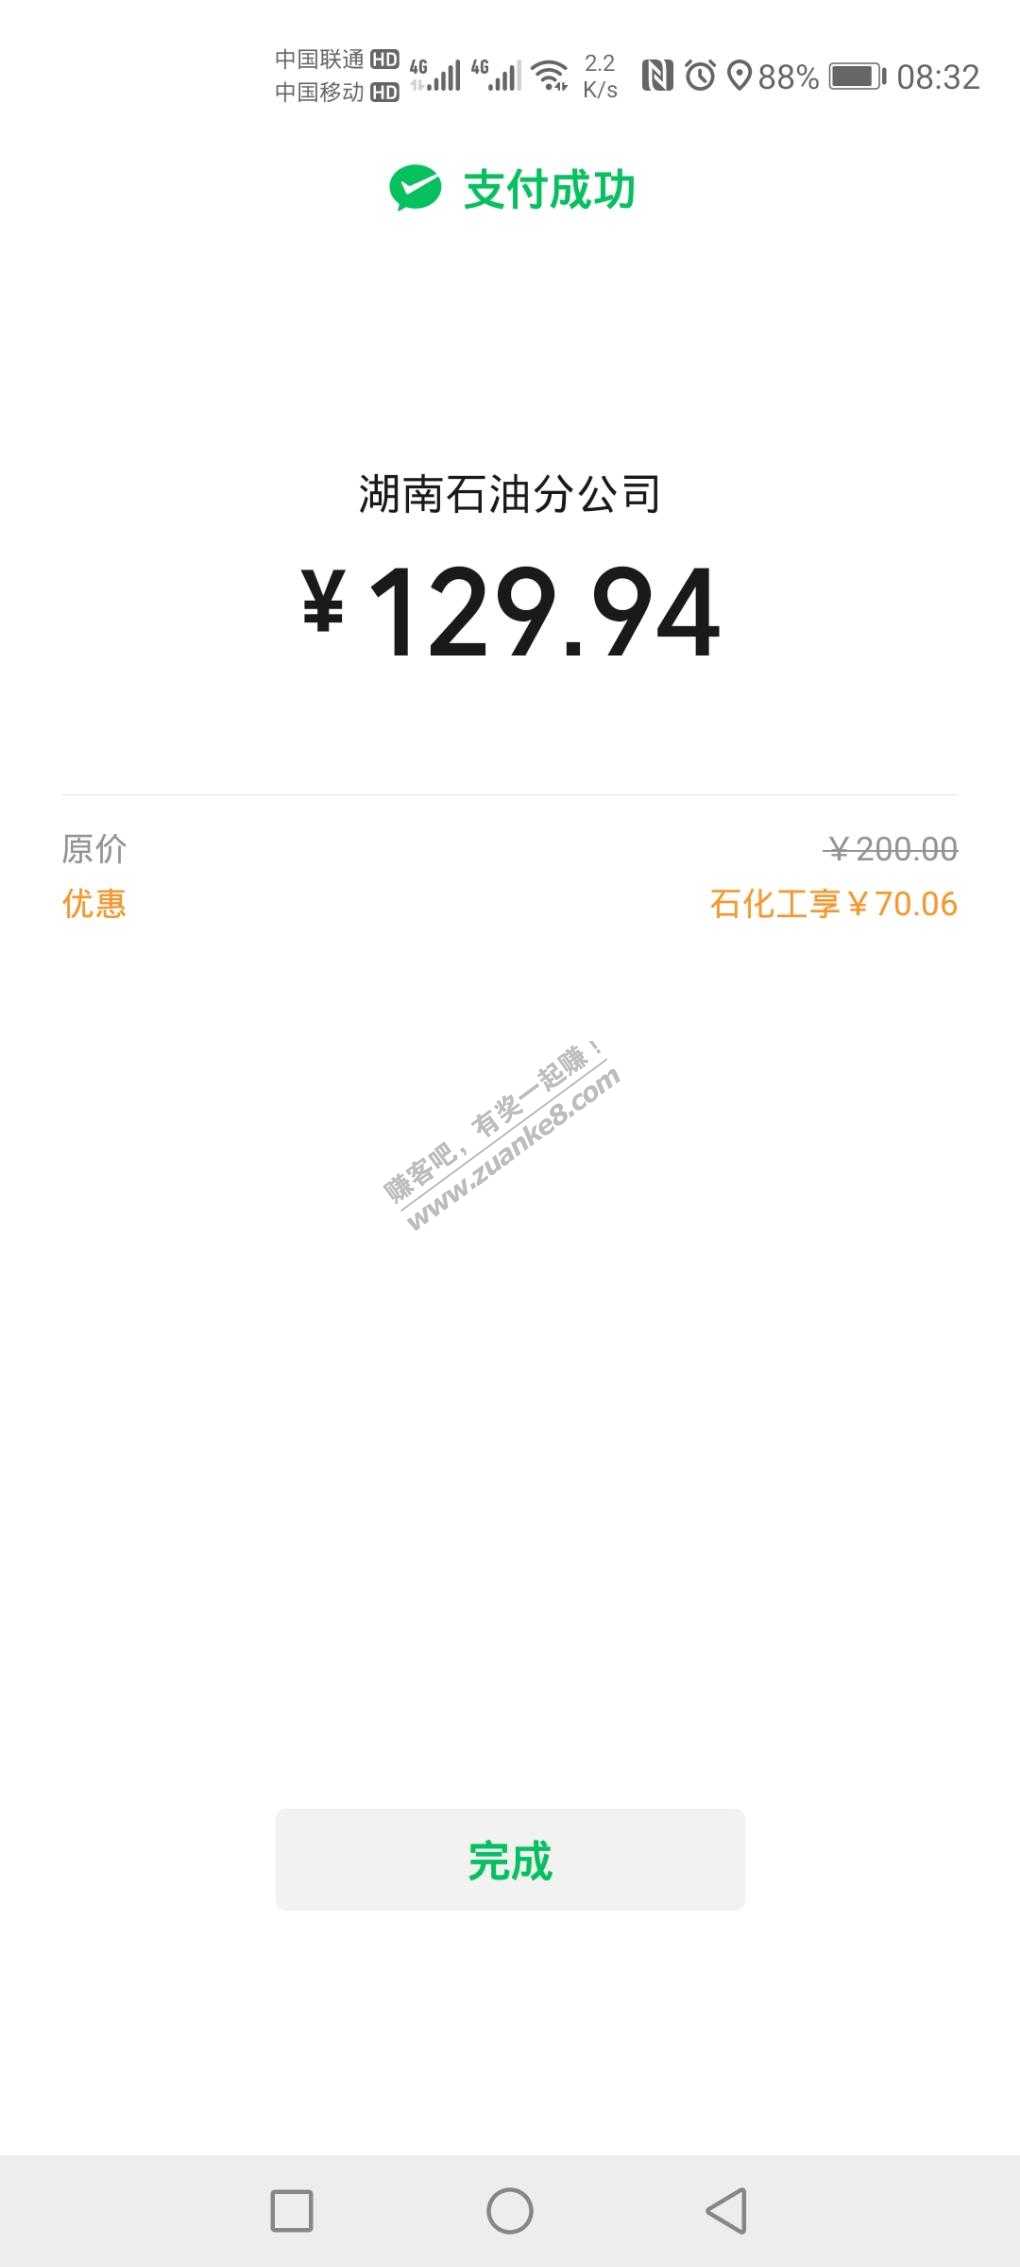 中国联通 HD 4G 4G 2.2 K/s 88% 08:32
中国移动 HD
支付成功
湖南石油分公司
¥129.94
原价 ¥200.00
优惠 石化工享¥70.06
赚客吧，有奖一起赚！
www.zuanke8.com
完成